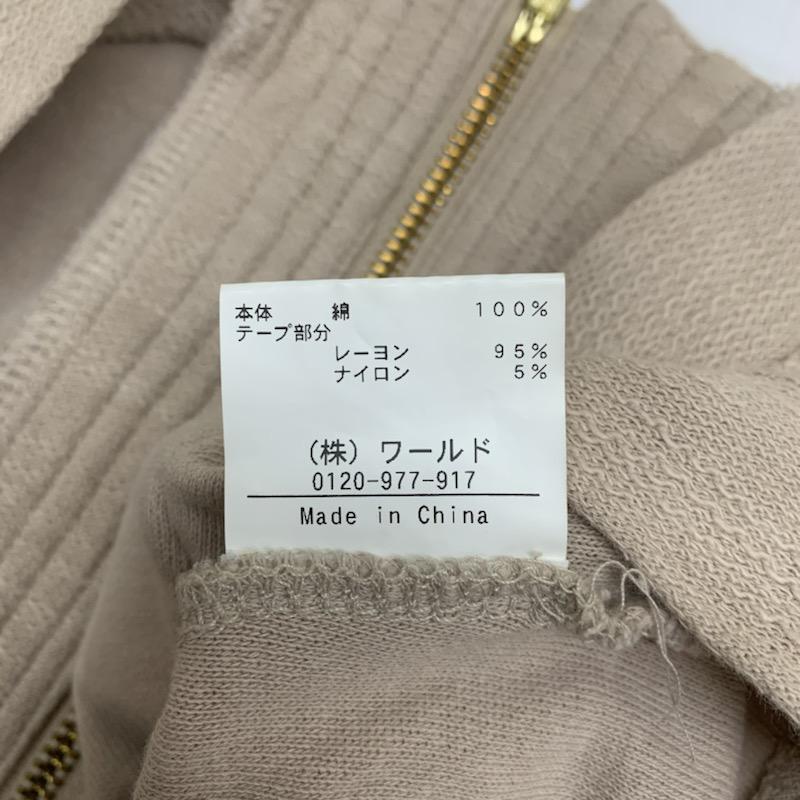 本体 綿 100%
テープ部分
レーヨン 95%
ナイロン 5%
(株)ワールド
0120-977-917
Made in China